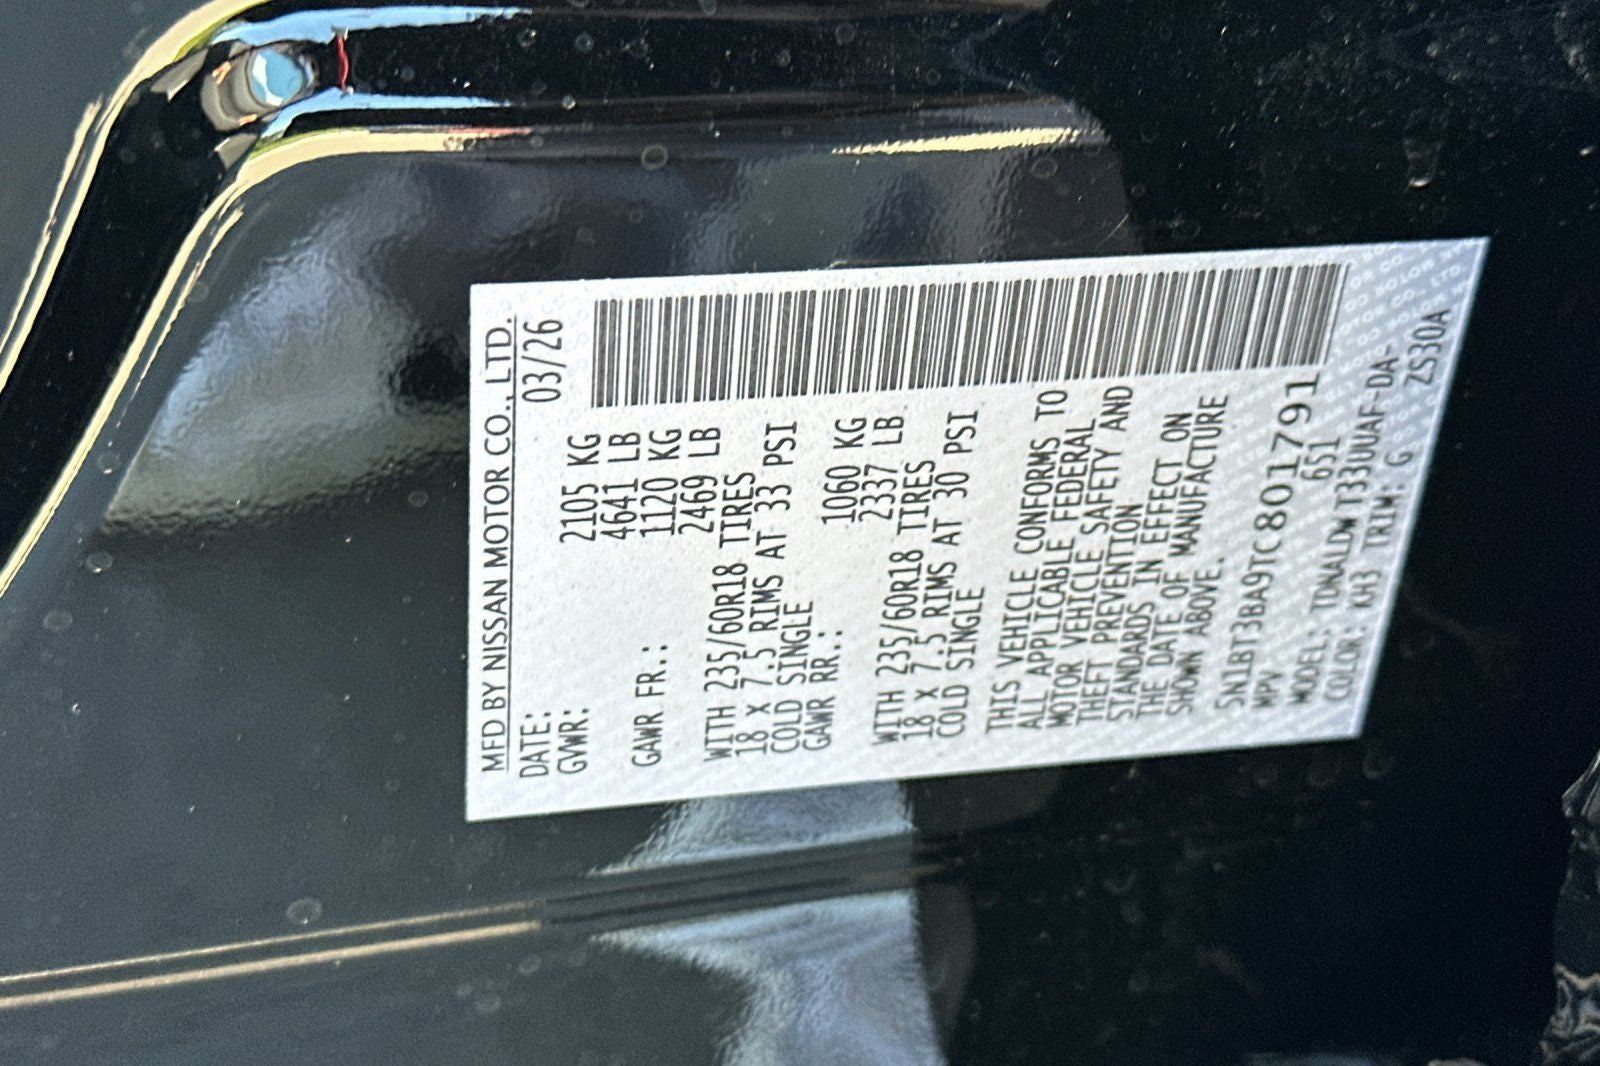 MFD BY NISSAN MOTOR CO., LTD.
DATE: 03/26
GVWR: 2105 KG
4641 LB
GAWR FR.: 1120 KG
2469 LB
WITH 235/60R18 TIRES
18 x 7.5 RIMS AT 33 PSI
COLD SINGLE
GAWR RR.: 1060 KG
2337 LB
WITH 235/60R18 TIRES
18 x 7.5 RIMS AT 30 PSI
COLD SINGLE
THIS VEHICLE CONFORMS TO
ALL APPLICABLE FEDERAL
MOTOR VEHICLE SAFETY AND
THEFT PREVENTION
STANDARDS IN EFFECT ON
THE DATE OF MANUFACTURE
SHOWN ABOVE.
5N1BT3BA9TC801791
MPV 651
MODEL: TDWALDW T33UUAF-DA-
COLOR: KH3 TRIM: G ZS30A